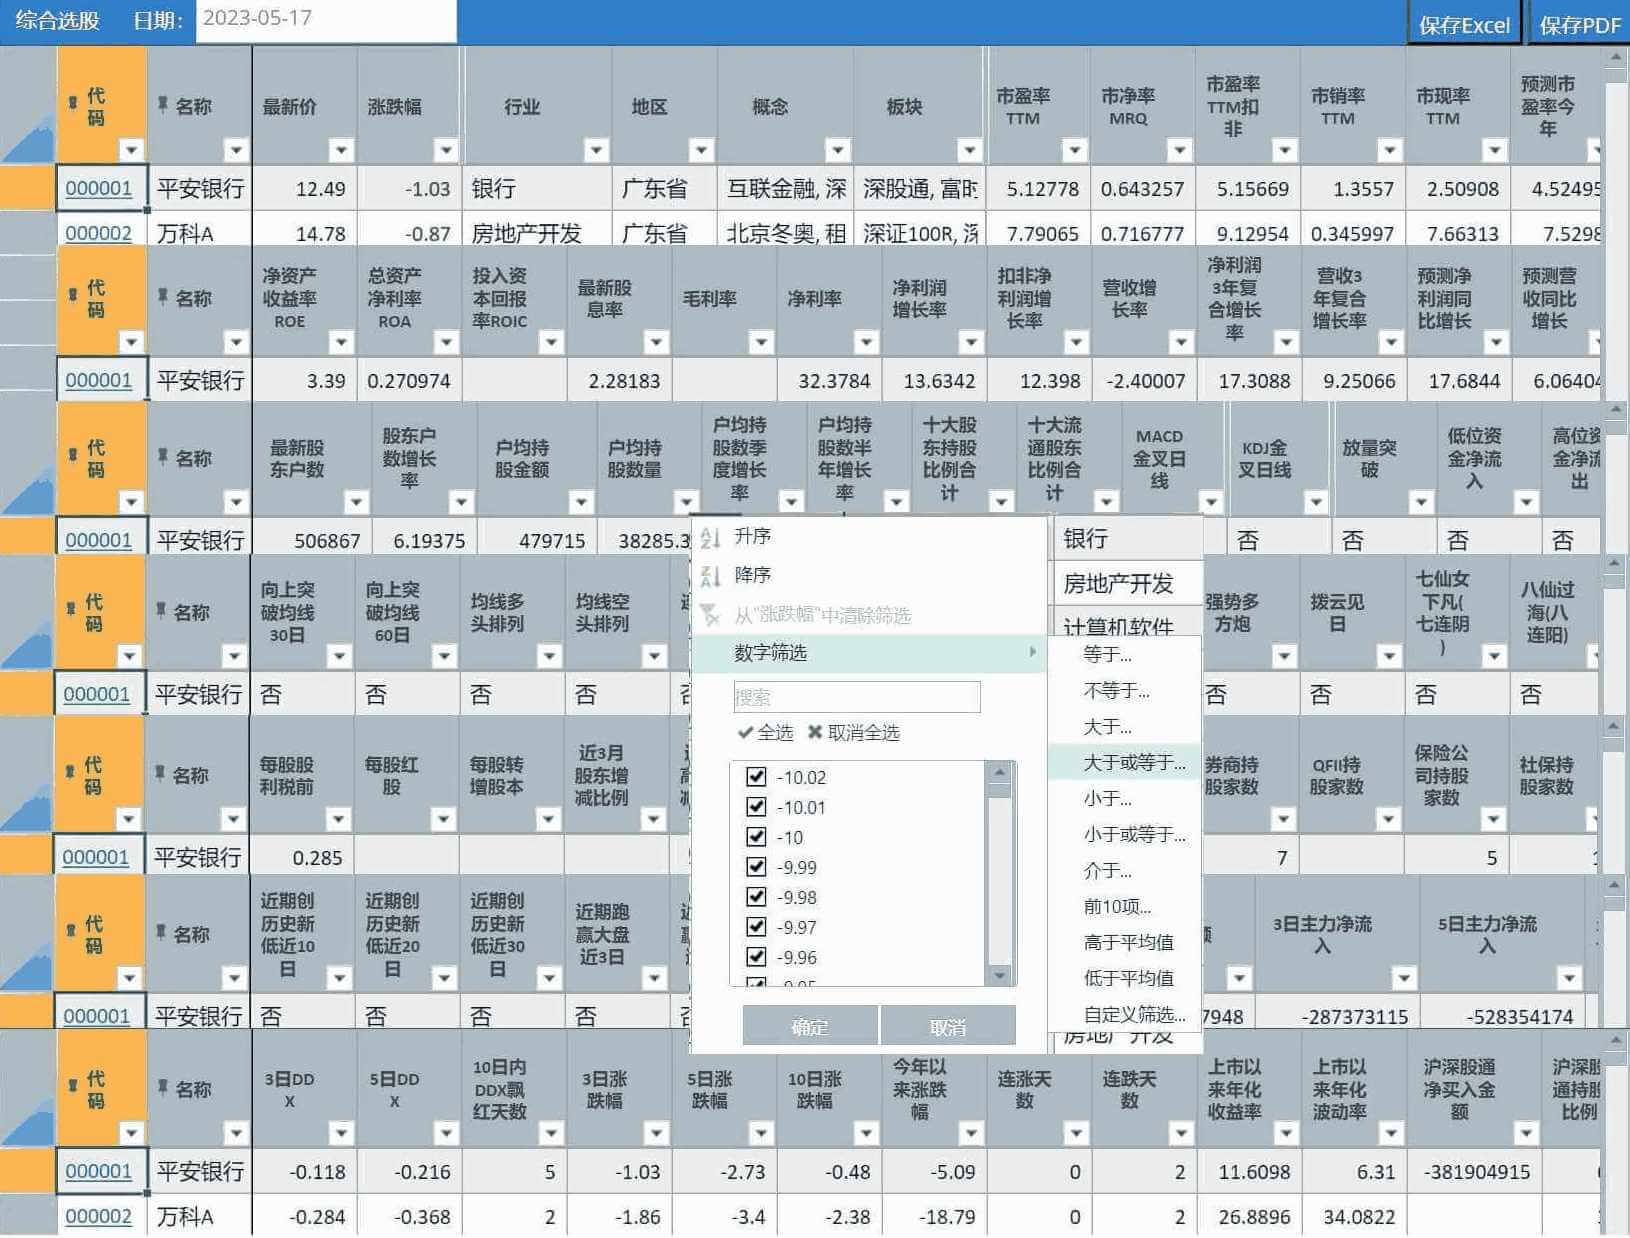 综合选股 日期: 2023-05-17 保存Excel 保存PDF
代码 名称 最新价 涨跌幅 行业 地区 概念 板块 市盈率TTM 市净率MRQ 市盈率TTM扣非 市销率TTM 市现率TTM 预测市盈率今年
000001 平安银行 12.49 -1.03 银行 广东省 互联金融, 深 深股通, 富时 5.12778 0.643257 5.15669 1.3557 2.50908 4.52495
000002 万科A 14.78 -0.87 房地产开发 广东省 北京冬奥, 租 深证100R, 深 7.79065 0.716777 9.12954 0.345997 7.66313 7.5298
代码 名称 净资产收益率ROE 总资产净利率ROA 投入资本回报率ROIC 最新股息率 毛利率 净利率 净利润增长率 扣非净利润增长率 营收增长率 净利润3年复合增长率 营收3年复合增长率 预测净利润同比增长 预测营收同比增长
000001 平安银行 3.39 0.270974 2.28183 32.3784 13.6342 12.398 -2.40007 17.3088 9.25066 17.6844 6.06404
代码 名称 最新股东户数 股东户数增长率 户均持股金额 户均持股数量 户均持股数季度增长率 户均持股数半年增长率 十大股东持股比例合计 十大流通股东比例合计 MACD金叉日线 KDJ金叉日线 放量突破 低位资金净流入 高位资金净流出
000001 平安银行 506867 6.19375 479715 38285.3 银行 否 否 否 否
升序
降序
从"涨跌幅"中清除筛选
数字筛选
搜索
全选 取消全选
-10.02
-10.01
-10
-9.99
-9.98
-9.97
-9.96
-9.95
确定 取消
房地产开发
计算机软件
等于...
不等于...
大于...
大于或等于...
小于...
小于或等于...
介于...
前10项...
高于平均值
低于平均值
自定义筛选...
房地产开发
代码 名称 向上突破均线30日 向上突破均线60日 均线多头排列 均线空头排列 强势多方炮 拨云见日 七仙女下凡(七连阴) 八仙过海(八连阳)
000001 平安银行 否 否 否 否 否 否 否 否
代码 名称 每股股利税前 每股红股 每股转增股本 近3月股东增减比例 券商持股家数 QFII持股家数 保险公司持股家数 社保持股家数
000001 平安银行 0.285 7 5
代码 名称 近期创历史新低近10日 近期创历史新低近20日 近期创历史新低近30日 近期跑赢大盘近3日 3日主力净流入 5日主力净流入
000001 平安银行 否 否 否 否 7948 -287373115 -528354174
代码 名称 3日DDX 5日DDX 10日内DDX飘红天数 3日涨跌幅 5日涨跌幅 10日涨跌幅 今年以来涨跌幅 连涨天数 连跌天数 上市以来年化收益率 上市以来年化波动率 沪深股通净买入金额 沪深股通持股比例
000001 平安银行 -0.118 -0.216 5 -1.03 -2.73 -0.48 -5.09 0 2 11.6098 6.31 -381904915
000002 万科A -0.284 -0.368 2 -1.86 -3.4 -2.38 -18.79 0 2 26.8896 34.0822